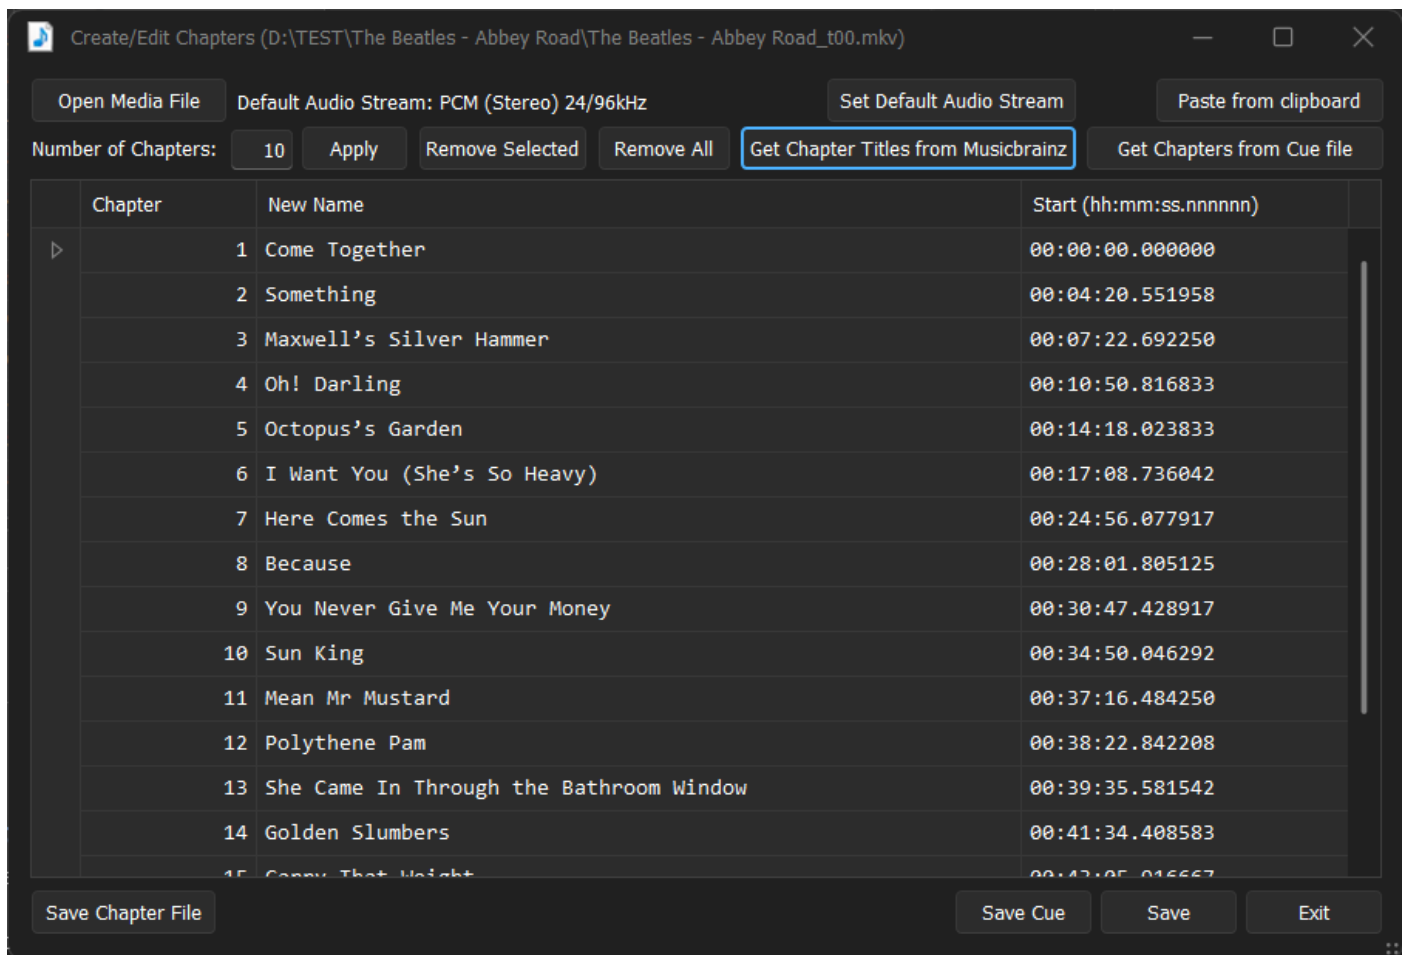 Create/Edit Chapters (D:\TEST\The Beatles - Abbey Road\The Beatles - Abbey Road_t00.mkv)
Open Media File Default Audio Stream: PCM (Stereo) 24/96kHz Set Default Audio Stream Paste from clipboard
Number of Chapters: 10 Apply Remove Selected Remove All Get Chapter Titles from Musicbrainz Get Chapters from Cue file
Chapter New Name Start (hh:mm:ss.nnnnnn)
1 Come Together 00:00:00.000000
2 Something 00:04:20.551958
3 Maxwell’s Silver Hammer 00:07:22.692250
4 Oh! Darling 00:10:50.816833
5 Octopus’s Garden 00:14:18.023833
6 I Want You (She’s So Heavy) 00:17:08.736042
7 Here Comes the Sun 00:24:56.077917
8 Because 00:28:01.805125
9 You Never Give Me Your Money 00:30:47.428917
10 Sun King 00:34:50.046292
11 Mean Mr Mustard 00:37:16.484250
12 Polythene Pam 00:38:22.842208
13 She Came In Through the Bathroom Window 00:39:35.581542
14 Golden Slumbers 00:41:34.408583
15 Carry That Weight
Save Chapter File Save Cue Save Exit